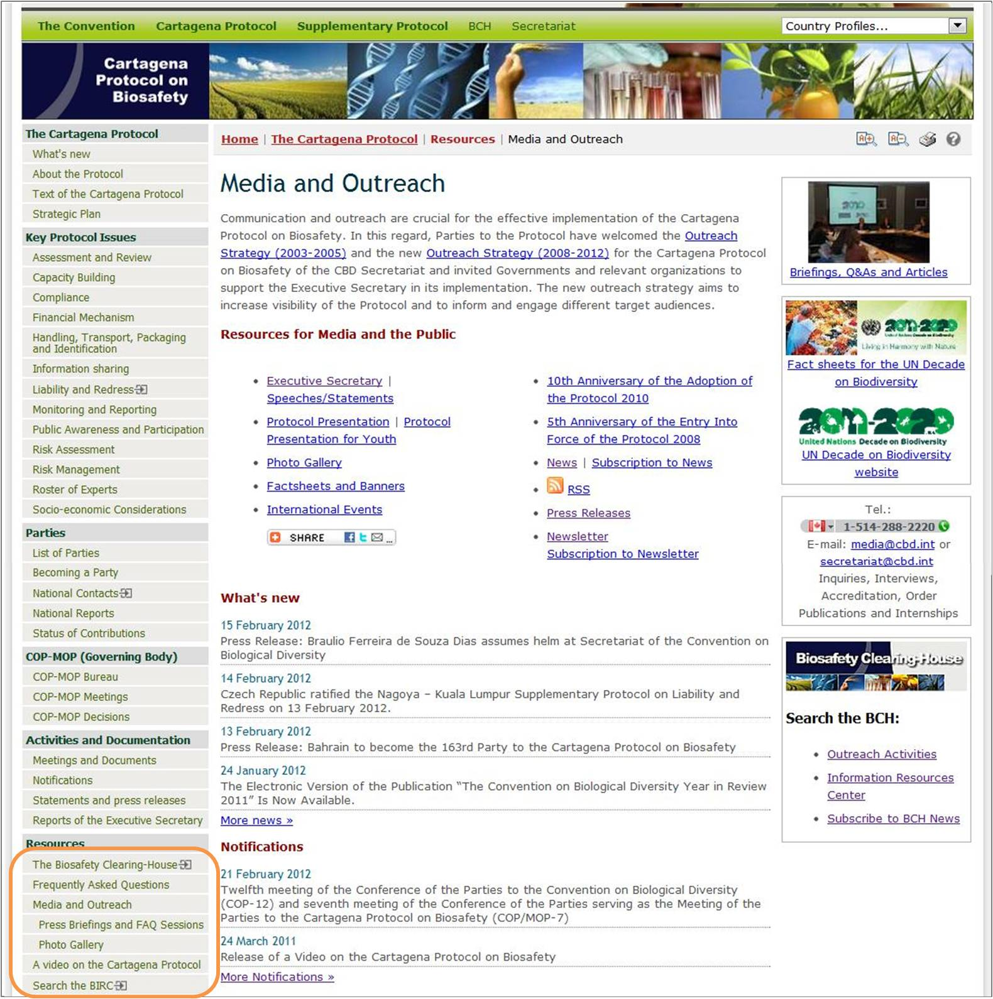 The Convention Cartagena Protocol Supplementary Protocol BCH Secretariat Country Profiles...
Cartagena
Protocol on
Biosafety
The Cartagena Protocol
What's new
About the Protocol
Text of the Cartagena Protocol
Strategic Plan
Key Protocol Issues
Assessment and Review
Capacity Building
Compliance
Financial Mechanism
Handling, Transport, Packaging
and Identification
Information sharing
Liability and Redress
Monitoring and Reporting
Public Awareness and Participation
Risk Assessment
Risk Management
Roster of Experts
Socio-economic Considerations
Parties
List of Parties
Becoming a Party
National Contacts
National Reports
Status of Contributions
COP-MOP (Governing Body)
COP-MOP Bureau
COP-MOP Meetings
COP-MOP Decisions
Activities and Documentation
Meetings and Documents
Notifications
Statements and press releases
Reports of the Executive Secretary
Resources
The Biosafety Clearing-House
Frequently Asked Questions
Media and Outreach
Press Briefings and FAQ Sessions
Photo Gallery
A video on the Cartagena Protocol
Search the BIRC
Home | The Cartagena Protocol | Resources | Media and Outreach
Media and Outreach
Communication and outreach are crucial for the effective implementation of the Cartagena
Protocol on Biosafety. In this regard, Parties to the Protocol have welcomed the Outreach
Strategy (2003-2005) and the new Outreach Strategy (2008-2012) for the Cartagena Protocol
on Biosafety of the CBD Secretariat and invited Governments and relevant organizations to
support the Executive Secretary in its implementation. The new outreach strategy aims to
increase visibility of the Protocol and to inform and engage different target audiences.
Resources for Media and the Public
Executive Secretary |
Speeches/Statements
Protocol Presentation | Protocol
Presentation for Youth
Photo Gallery
Factsheets and Banners
International Events
SHARE ...
10th Anniversary of the Adoption of
the Protocol 2010
5th Anniversary of the Entry Into
Force of the Protocol 2008
News | Subscription to News
RSS
Press Releases
Newsletter
Subscription to Newsletter
What's new
15 February 2012
Press Release: Braulio Ferreira de Souza Dias assumes helm at Secretariat of the Convention on
Biological Diversity
14 February 2012
Czech Republic ratified the Nagoya – Kuala Lumpur Supplementary Protocol on Liability and
Redress on 13 February 2012.
13 February 2012
Press Release: Bahrain to become the 163rd Party to the Cartagena Protocol on Biosafety
24 January 2012
The Electronic Version of the Publication “The Convention on Biological Diversity Year in Review
2011” Is Now Available.
More news »
Notifications
21 February 2012
Twelfth meeting of the Conference of the Parties to the Convention on Biological Diversity
(COP-12) and seventh meeting of the Conference of the Parties serving as the Meeting of the
Parties to the Cartagena Protocol on Biosafety (COP/MOP-7)
24 March 2011
Release of a Video on the Cartagena Protocol on Biosafety
More Notifications »
2010
Briefings, Q&As and Articles
2011-2020
United Nations Decade on Biodiversity
Living in Harmony with Nature
Fact sheets for the UN Decade
on Biodiversity
2011-2020
United Nations Decade on Biodiversity
UN Decade on Biodiversity
website
Tel.:
1-514-288-2220
E-mail: media@cbd.int or
secretariat@cbd.int
Inquiries, Interviews,
Accreditation, Order
Publications and Internships
Biosafety Clearing-House
Search the BCH:
Outreach Activities
Information Resources
Center
Subscribe to BCH News